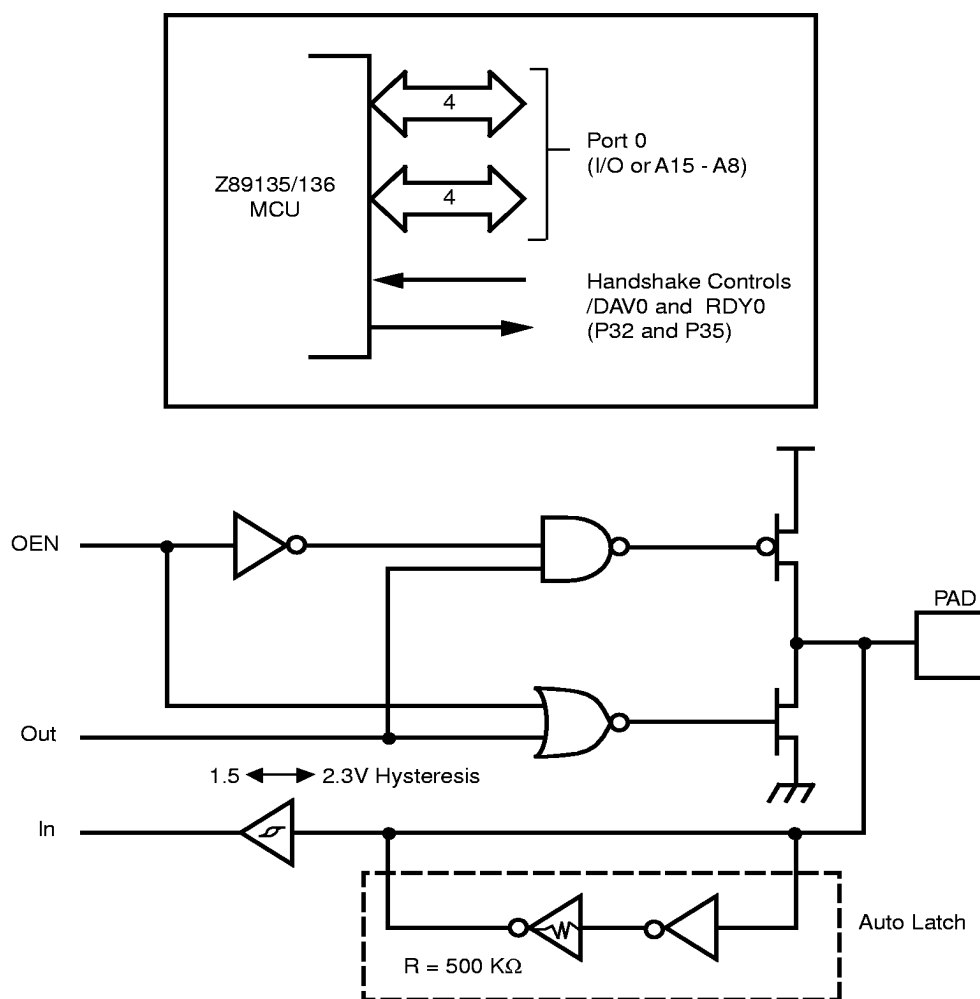 4
Port 0
(I/O or A15 - A8)
Z89135/136
MCU
4
Handshake Controls
/DAV0 and RDY0
(P32 and P35)
OEN
PAD
Out
1.5 2.3V Hysteresis
In
Auto Latch
R = 500 KΩ